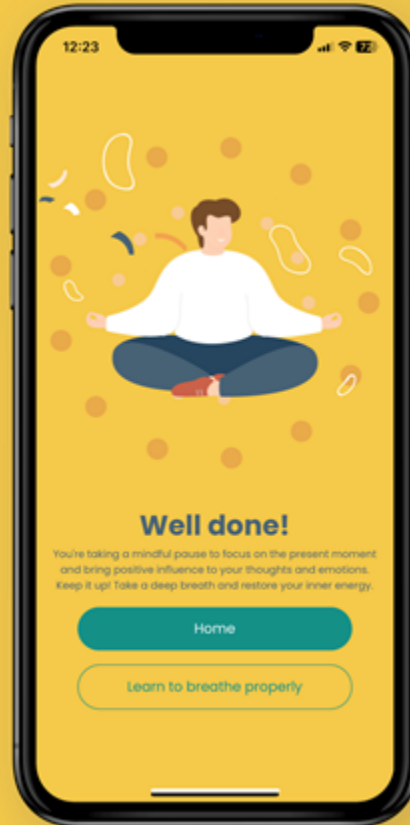 12:23
73
Well done!
You're taking a mindful pause to focus on the present moment
and bring positive influence to your thoughts and emotions.
Keep it up! Take a deep breath and restore your inner energy.
Home
Learn to breathe properly